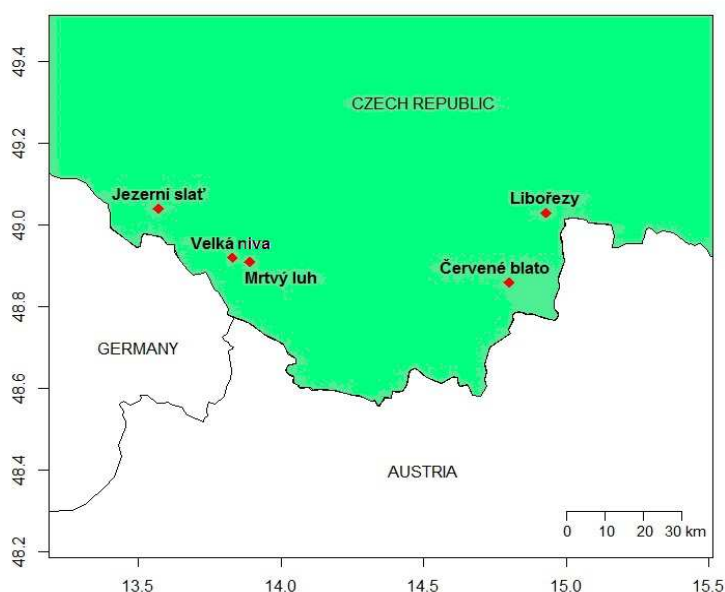 49.4
CZECH REPUBLIC
49.2
Jezerní slať
Libořezy
49.0
Velká niva
Červené blato
Mrtvý luh
48.8
GERMANY
48.6
AUSTRIA
48.4
0 10 20 30 km
48.2
13.5 14.0 14.5 15.0 15.5